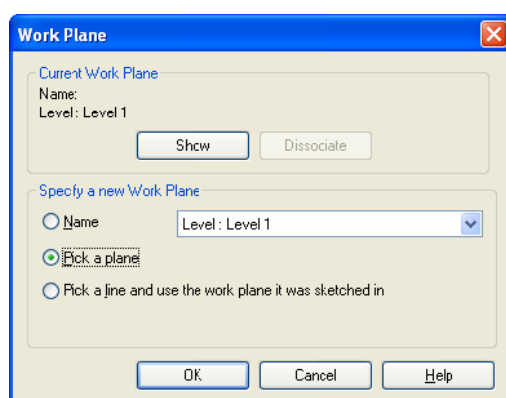 Work Plane
Current Work Plane
Name:
Level : Level 1
Show
Dissociate
Specify a new Work Plane
Name
Level : Level 1
Pick a plane
Pick a line and use the work plane it was sketched in
OK
Cancel
Help